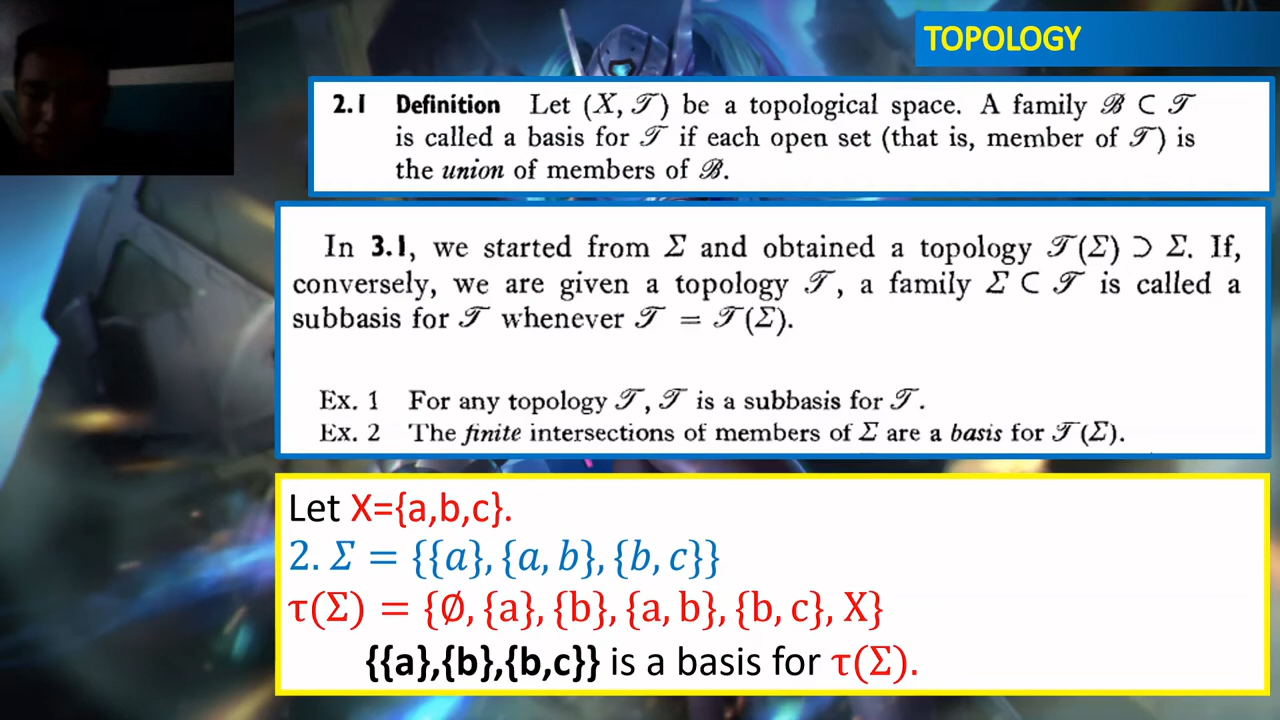 TOPOLOGY
2.1 Definition Let (X, 𝒯) be a topological space. A family ℬ ⊂ 𝒯
is called a basis for 𝒯 if each open set (that is, member of 𝒯) is
the union of members of ℬ.
In 3.1, we started from Σ and obtained a topology 𝒯(Σ) ⊃ Σ. If,
conversely, we are given a topology 𝒯, a family Σ ⊂ 𝒯 is called a
subbasis for 𝒯 whenever 𝒯 = 𝒯(Σ).
Ex. 1 For any topology 𝒯, 𝒯 is a subbasis for 𝒯.
Ex. 2 The finite intersections of members of Σ are a basis for 𝒯(Σ).
Let X={a,b,c}.
2. Σ = {{a}, {a, b}, {b, c}}
τ(Σ) = {∅, {a}, {b}, {a, b}, {b, c}, X}
{{a},{b},{b,c}} is a basis for τ(Σ).